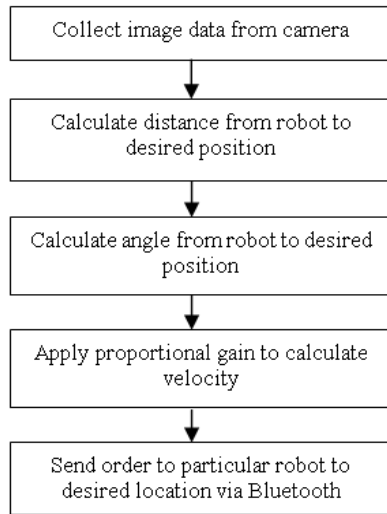 Collect image data from camera
Calculate distance from robot to
desired position
Calculate angle from robot to desired
position
Apply proportional gain to calculate
velocity
Send order to particular robot to
desired location via Bluetooth